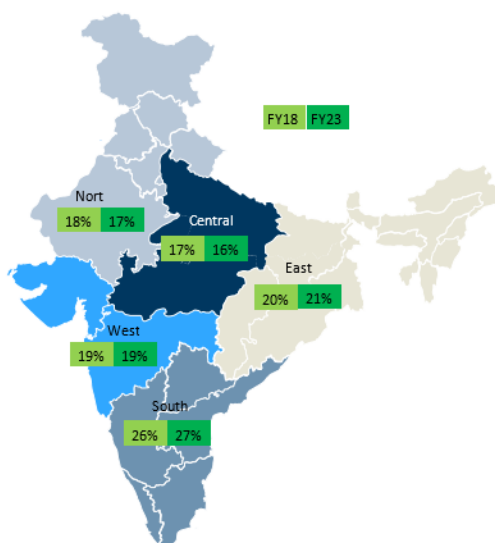 FY18 FY23
Nort
18% 17%
Central
17% 16%
East
20% 21%
West
19% 19%
South
26% 27%